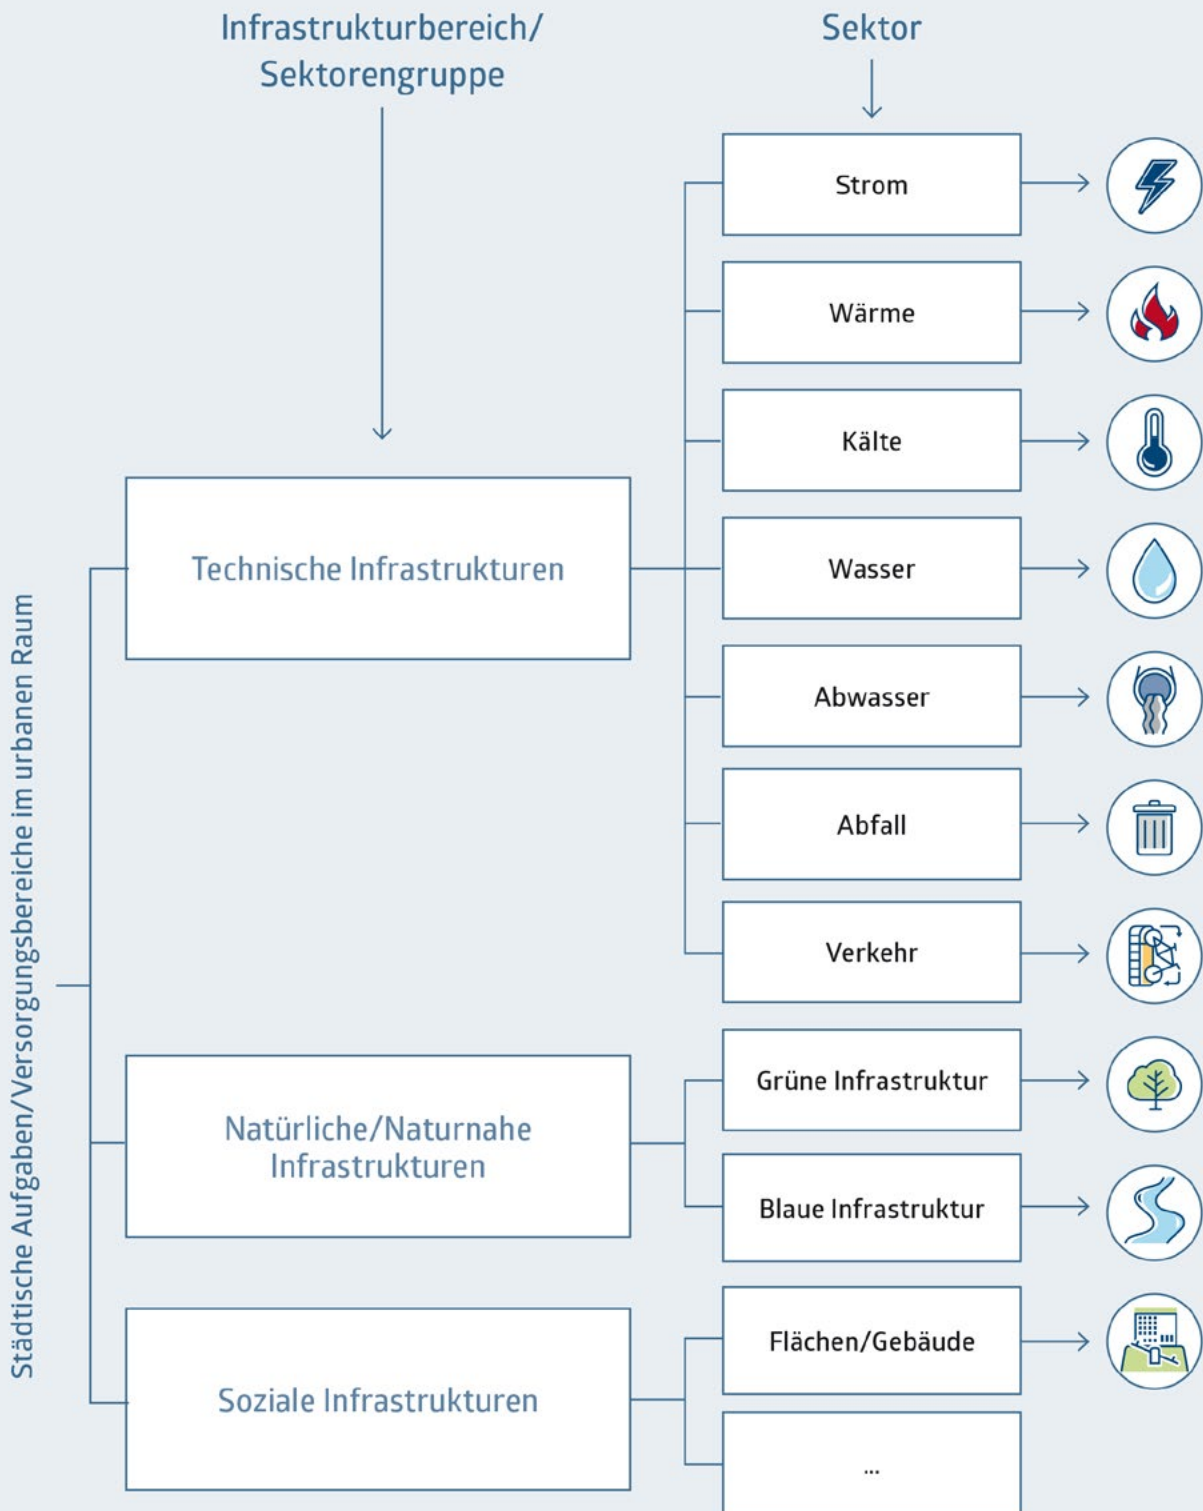 Infrastrukturbereich/
Sektorengruppe
Sektor
Städtische Aufgaben/Versorgungsbereiche im urbanen Raum
Technische Infrastrukturen
Strom
Wärme
Kälte
Wasser
Abwasser
Abfall
Verkehr
Natürliche/Naturnahe
Infrastrukturen
Grüne Infrastruktur
Blaue Infrastruktur
Soziale Infrastrukturen
Flächen/Gebäude
...